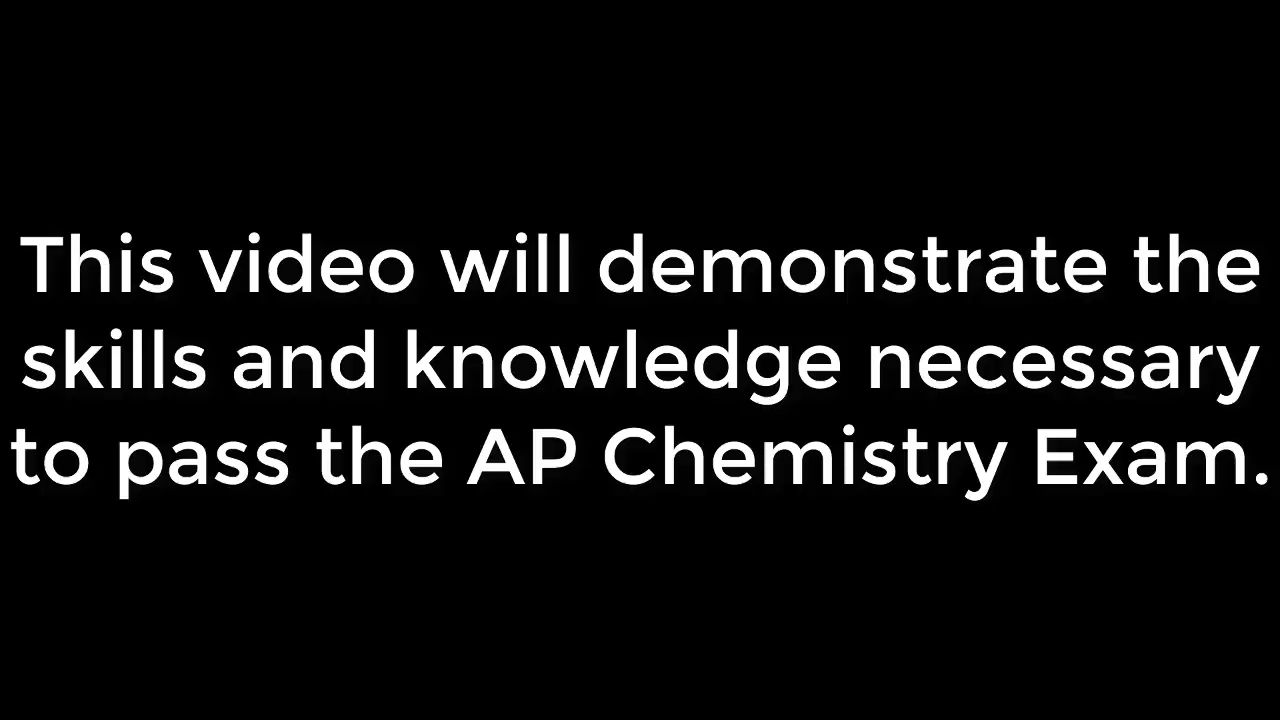 This video will demonstrate the
skills and knowledge necessary
to pass the AP Chemistry Exam.